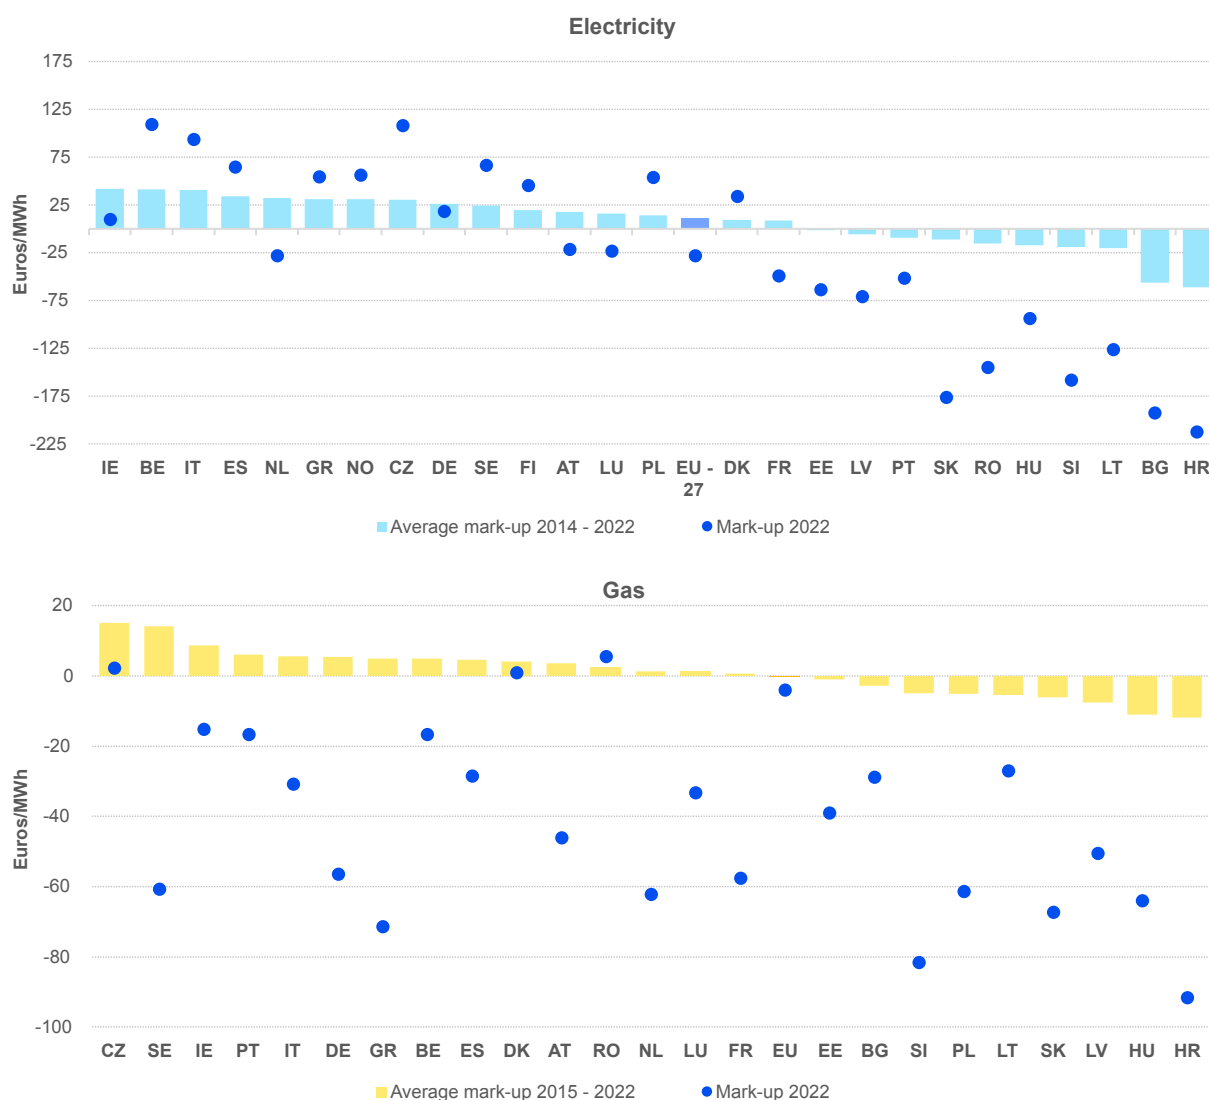 Electricity
175
125
75
25
-25
-75
-125
-175
-225
Euros/MWh
IE BE IT ES NL GR NO CZ DE SE FI AT LU PL EU - DK FR EE LV PT SK RO HU SI LT BG HR
27
Average mark-up 2014 - 2022 Mark-up 2022
Gas
20
0
-20
-40
-60
-80
-100
Euros/MWh
CZ SE IE PT IT DE GR BE ES DK AT RO NL LU FR EU EE BG SI PL LT SK LV HU HR
Average mark-up 2015 - 2022 Mark-up 2022